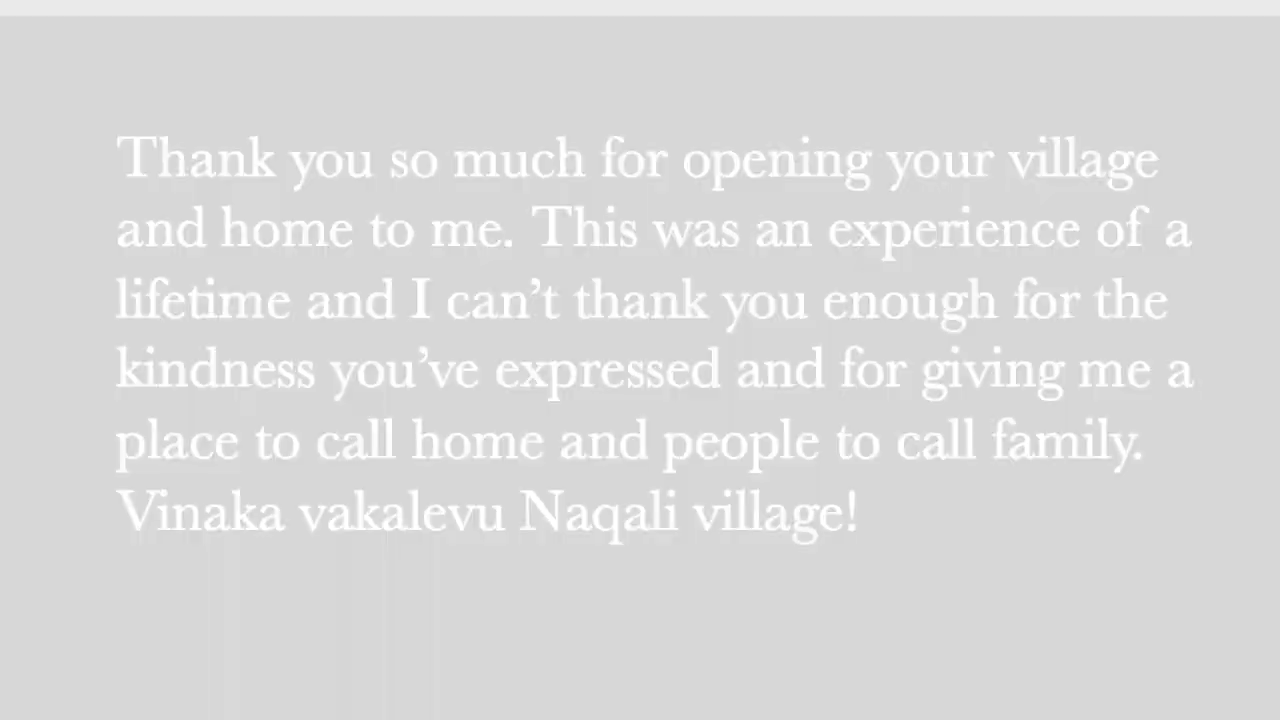 Thank you so much for opening your village
and home to me. This was an experience of a
lifetime and I can’t thank you enough for the
kindness you’ve expressed and for giving me a
place to call home and people to call family.
Vinaka vakalevu Naqali village!